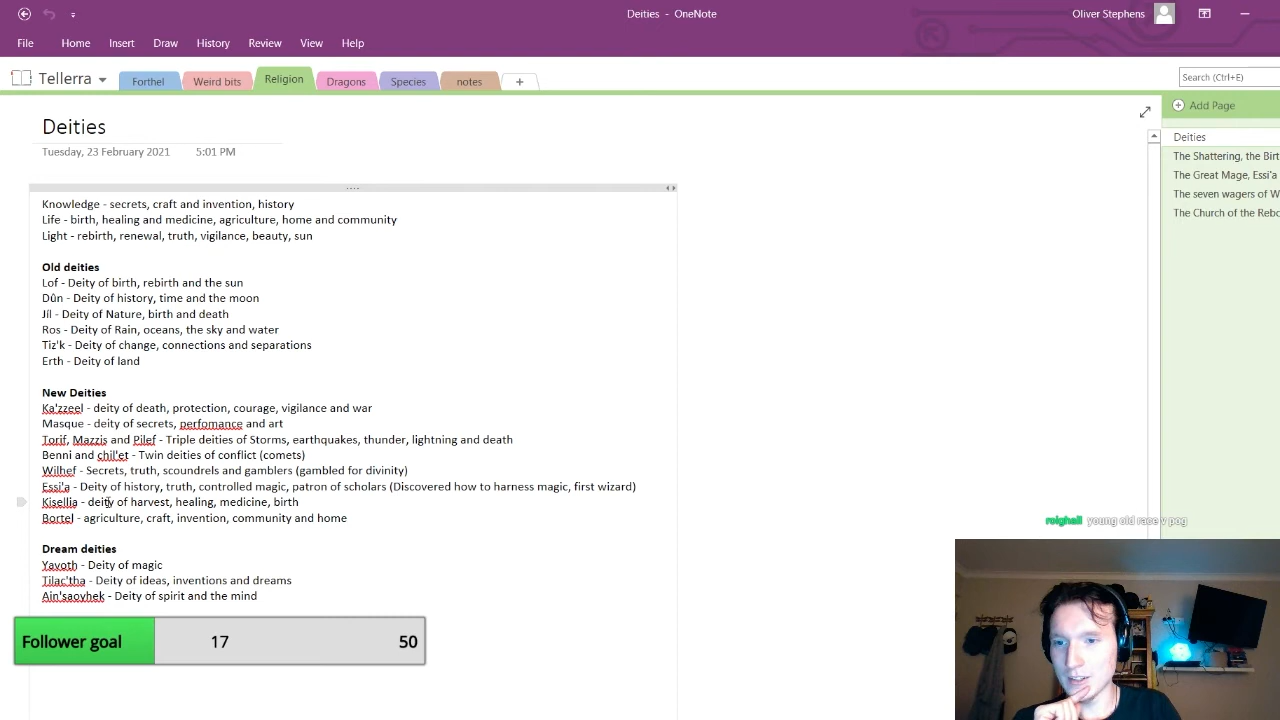 Deities - OneNote
Oliver Stephens
File Home Insert Draw History Review View Help
Tellerra Forthel Weird bits Religion Dragons Species notes +
Search (Ctrl+E)
Add Page
Deities
Tuesday, 23 February 2021 5:01 PM
Deities
The Shattering, the Birt
The Great Mage, Essi'a
The seven wagers of W
The Church of the Rebo
Knowledge - secrets, craft and invention, history
Life - birth, healing and medicine, agriculture, home and community
Light - rebirth, renewal, truth, vigilance, beauty, sun
Old deities
Lof - Deity of birth, rebirth and the sun
Dûn - Deity of history, time and the moon
Jíl - Deity of Nature, birth and death
Ros - Deity of Rain, oceans, the sky and water
Tiz'k - Deity of change, connections and separations
Erth - Deity of land
New Deities
Ka'zzeel - deity of death, protection, courage, vigilance and war
Masque - deity of secrets, perfomance and art
Torif, Mazzis and Pilef - Triple deities of Storms, earthquakes, thunder, lightning and death
Benni and chil'et - Twin deities of conflict (comets)
Wilhef - Secrets, truth, scoundrels and gamblers (gambled for divinity)
Essi'a - Deity of history, truth, controlled magic, patron of scholars (Discovered how to harness magic, first wizard)
Kisellia - deity of harvest, healing, medicine, birth
Bortel - agriculture, craft, invention, community and home
Dream deities
Yavoth - Deity of magic
Tilac'tha - Deity of ideas, inventions and dreams
Ain'saovhek - Deity of spirit and the mind
roighall young old race v pog
Follower goal 17 50